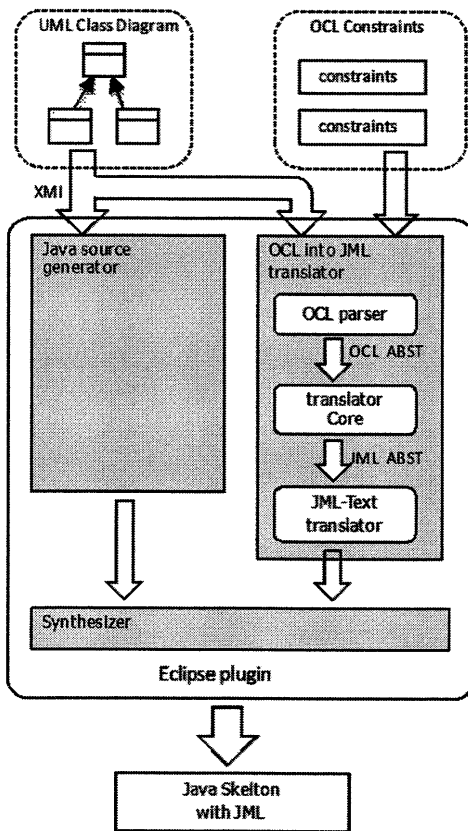 UML Class Diagram
OCL Constraints
constraints
constraints
XMI
Java source
generator
OCL into JML
translator
OCL parser
OCL ABST
translator
Core
JML ABST
JML-Text
translator
Synthesizer
Eclipse plugin
Java Skelton
with JML